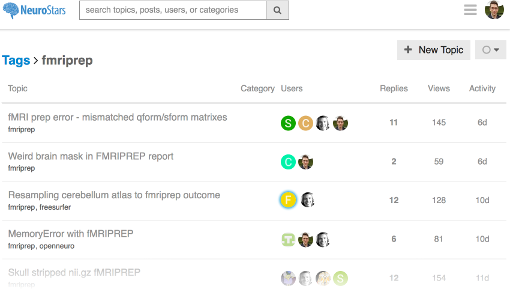 NeuroStars
search topics, posts, users, or categories
+ New Topic
Tags > fmriprep
Topic Category Users Replies Views Activity
fMRI prep error - mismatched qform/sform matrixes S C 11 145 6d
fmriprep
Weird brain mask in FMRIPREP report C 2 59 6d
fmriprep
Resampling cerebellum atlas to fmriprep outcome F 12 128 10d
fmriprep, freesurfer
MemoryError with fMRIPREP 6 81 10d
fmriprep, openneuro
Skull stripped nii.gz fMRIPREP S 12 154 11d
fmriprep